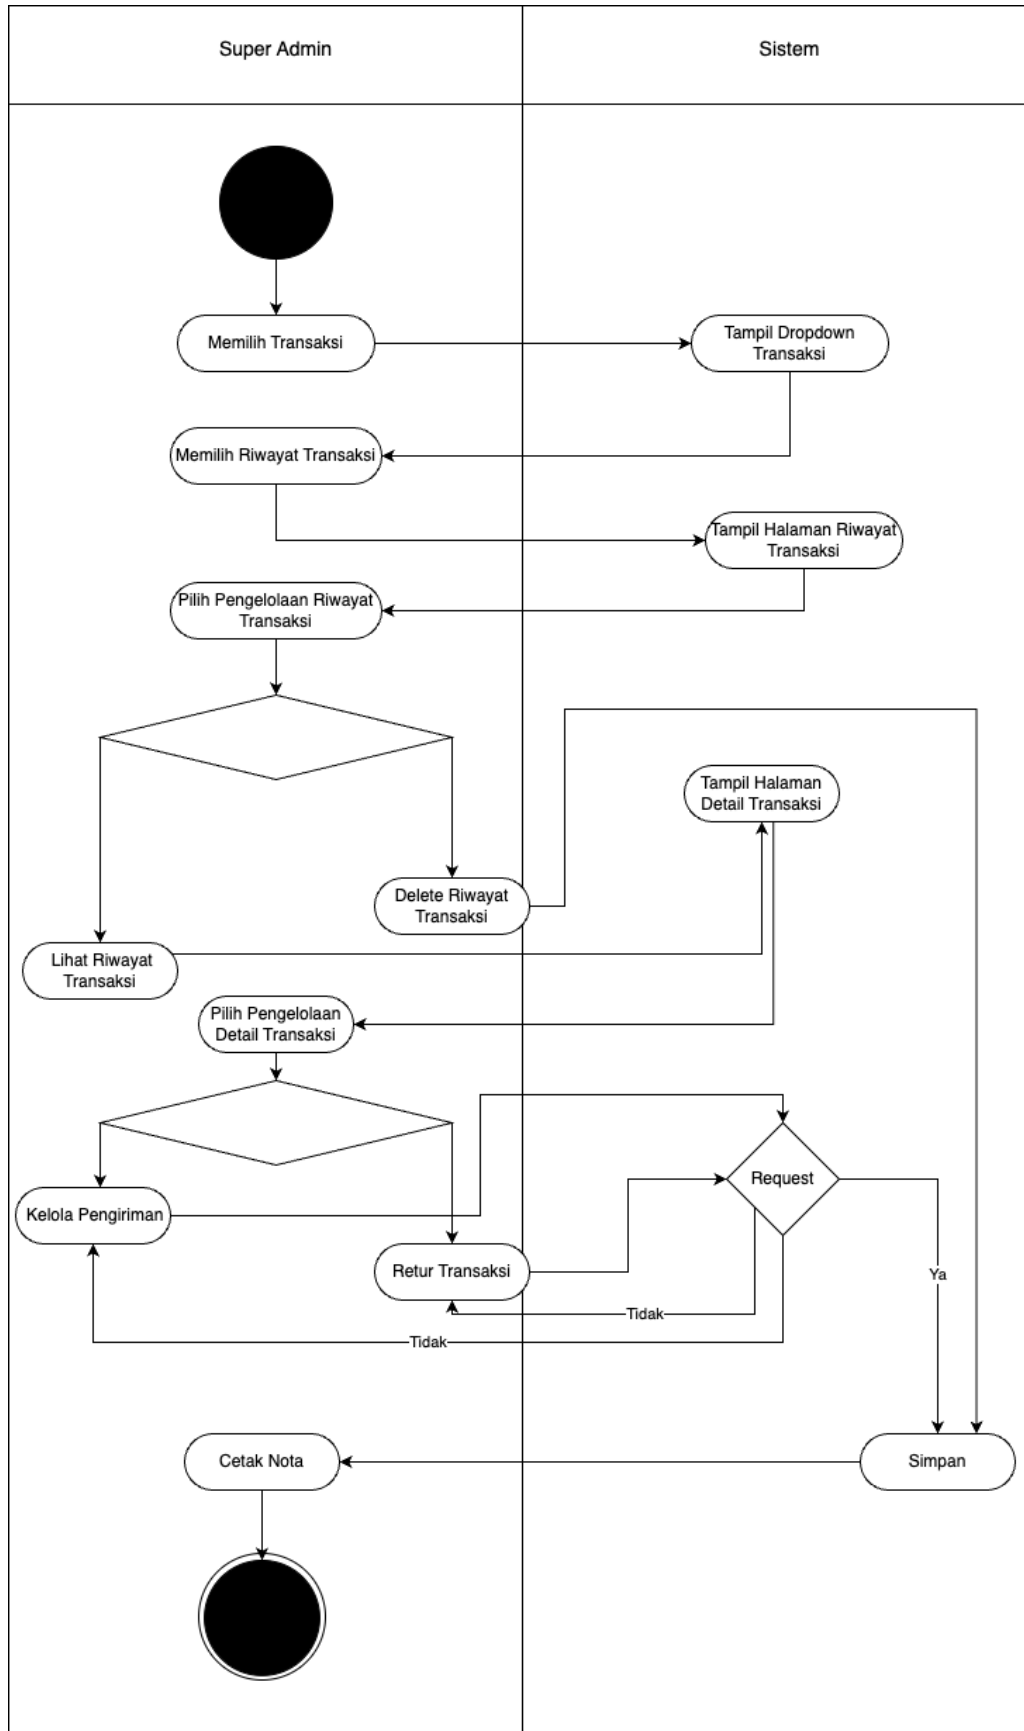 Super Admin
Sistem
Memilih Transaksi
Tampil Dropdown
Transaksi
Memilih Riwayat Transaksi
Tampil Halaman Riwayat
Transaksi
Pilih Pengelolaan Riwayat
Transaksi
Tampil Halaman
Detail Transaksi
Delete Riwayat
Transaksi
Lihat Riwayat
Transaksi
Pilih Pengelolaan
Detail Transaksi
Request
Kelola Pengiriman
Retur Transaksi
Ya
Tidak
Tidak
Cetak Nota
Simpan